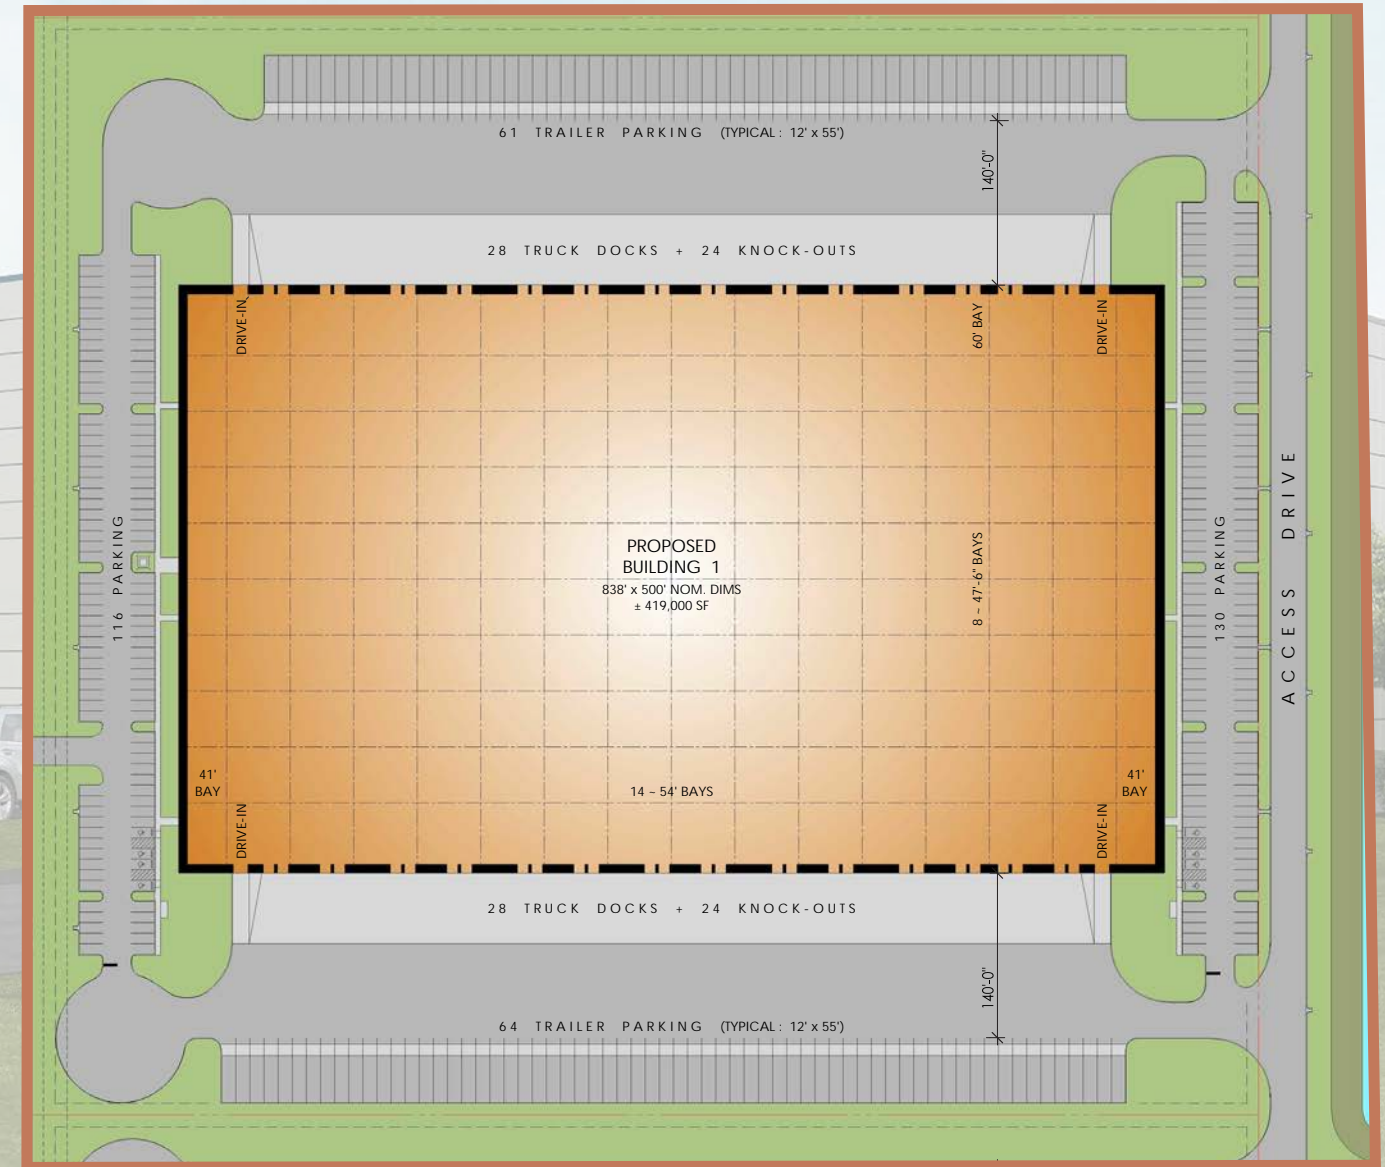 61 TRAILER PARKING (TYPICAL : 12' x 55')
140'-0"
28 TRUCK DOCKS + 24 KNOCK-OUTS
DRIVE-IN
60' BAY
DRIVE-IN
116 PARKING
PROPOSED
BUILDING 1
838' x 500' NOM. DIMS
± 419,000 SF
8 ~ 47'-6" BAYS
130 PARKING
ACCESS DRIVE
41'
BAY
14 ~ 54' BAYS
41'
BAY
DRIVE-IN
DRIVE-IN
28 TRUCK DOCKS + 24 KNOCK-OUTS
140'-0"
64 TRAILER PARKING (TYPICAL : 12' x 55')